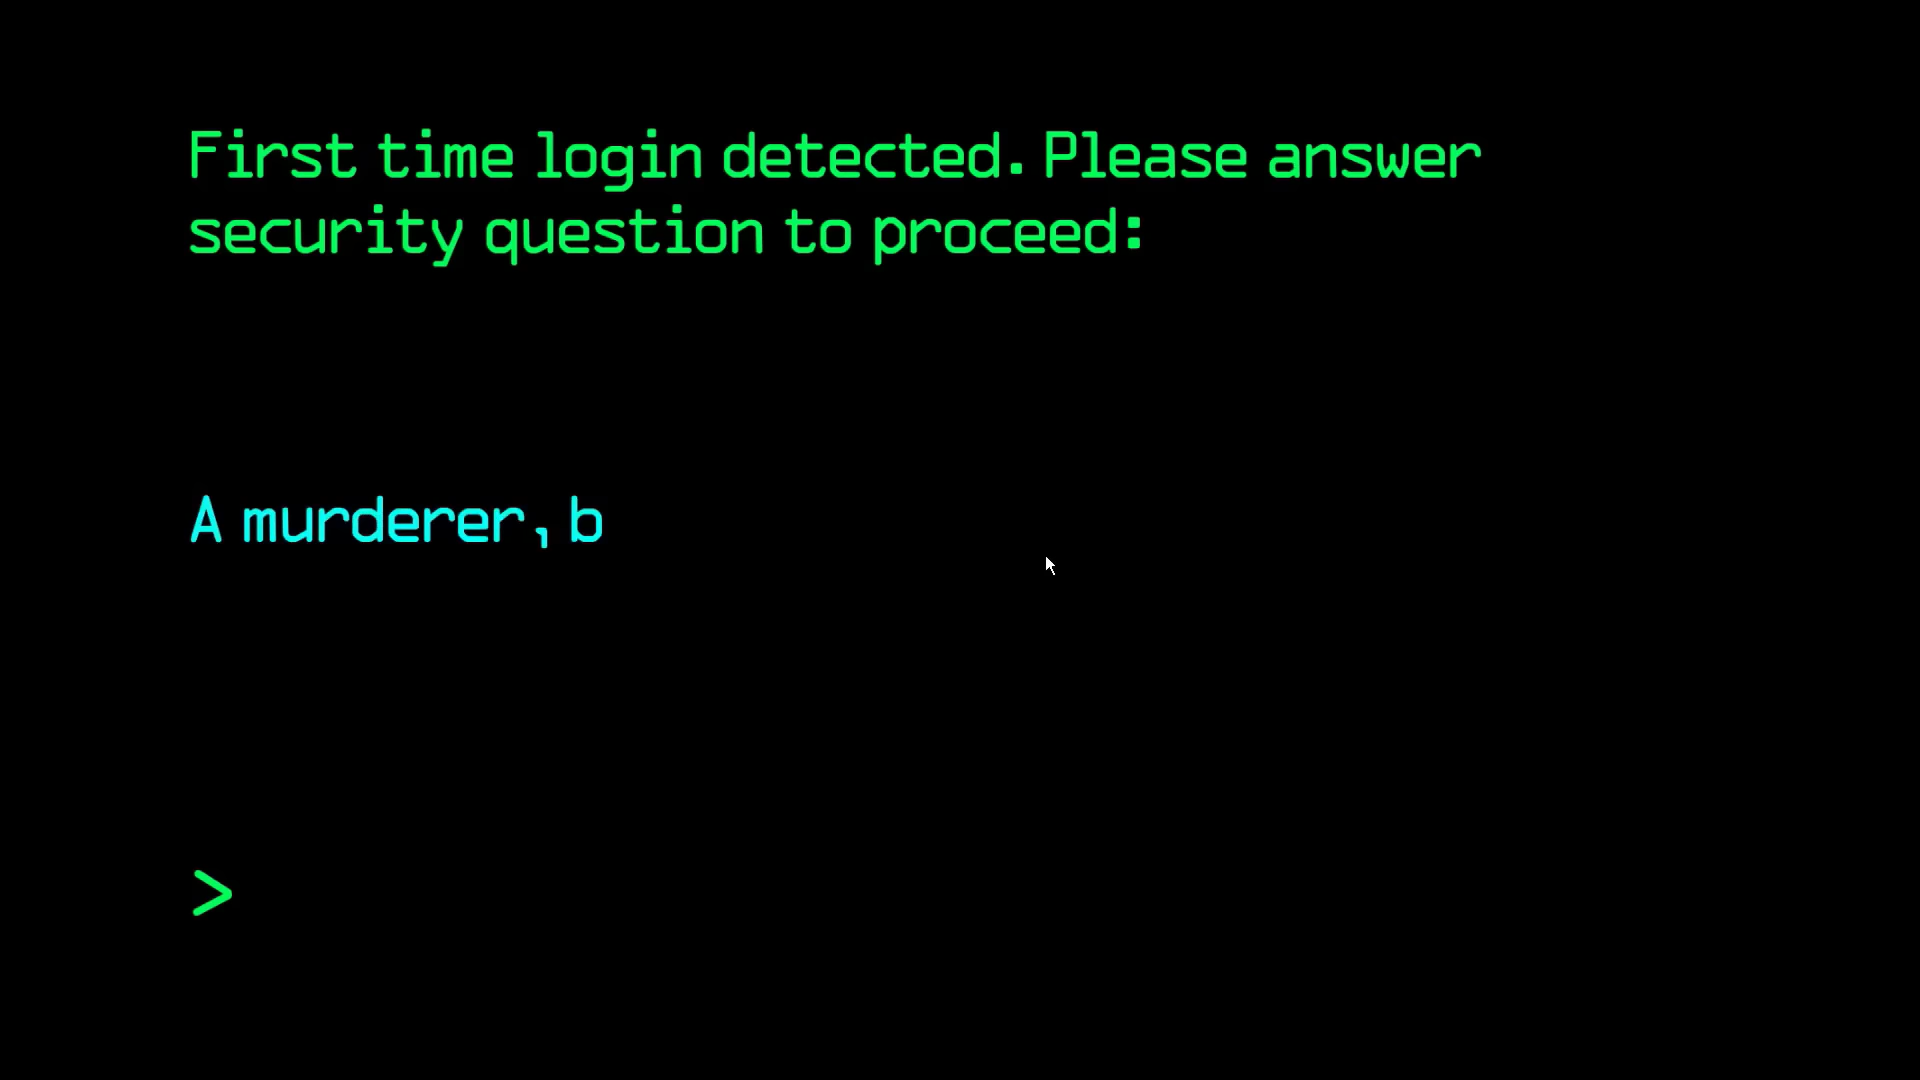 First time login detected. Please answer
security question to proceed:
A murderer, b
>